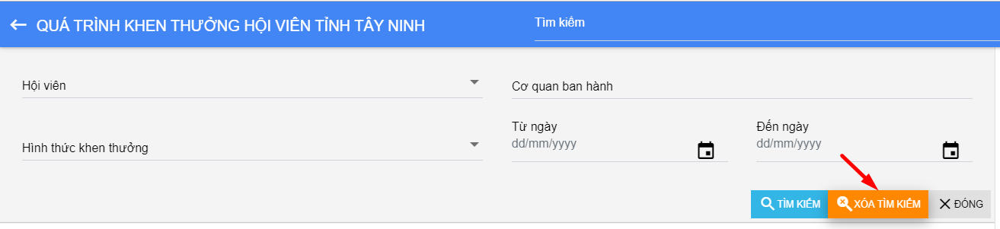 QUÁ TRÌNH KHEN THƯỞNG HỘI VIÊN TỈNH TÂY NINH
Tìm kiếm
Hội viên
Cơ quan ban hành
Hình thức khen thưởng
Từ ngày
dd/mm/yyyy
Đến ngày
dd/mm/yyyy
TÌM KIẾM
XÓA TÌM KIẾM
ĐÓNG